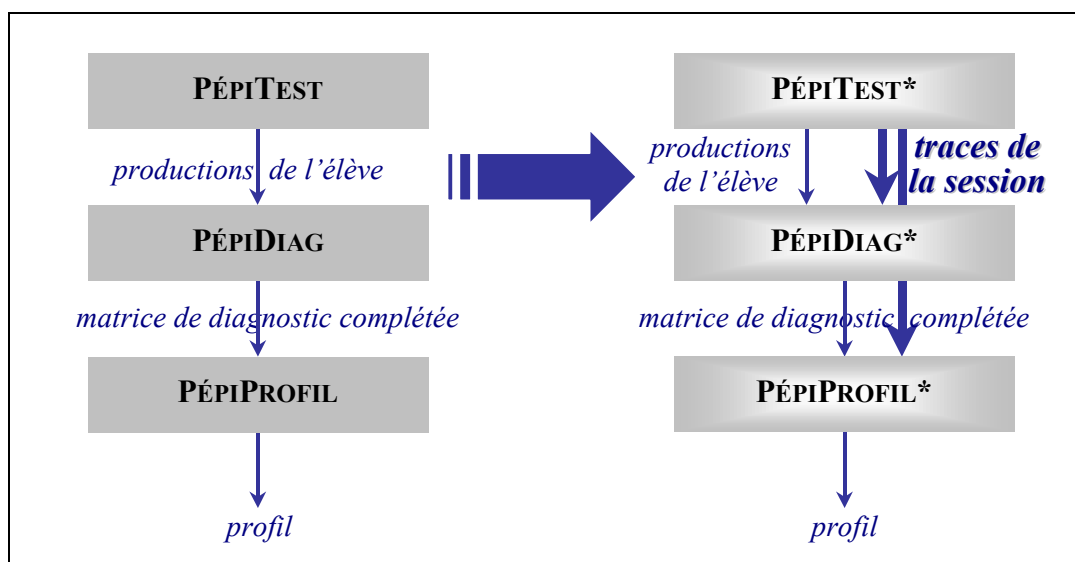 PÉPITEST
productions de l'élève
PÉPIDIAG
matrice de diagnostic complétée
PÉPIPROFIL
profil
PÉPITEST*
productions
de l'élève
traces de
la session
PÉPIDIAG*
matrice de diagnostic complétée
PÉPIPROFIL*
profil